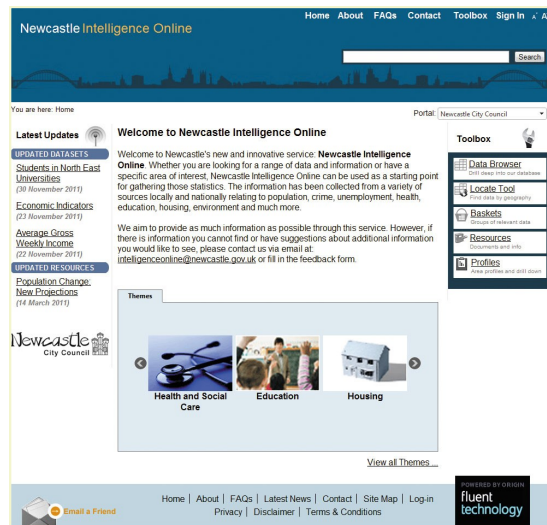 Home About FAQs Contact Toolbox Sign In A A
Newcastle Intelligence Online
Search
You are here: Home
Portal: Newcastle City Council
Latest Updates
UPDATED DATASETS
Students in North East
Universities
(30 November 2011)
Economic Indicators
(23 November 2011)
Average Gross
Weekly Income
(22 November 2011)
UPDATED RESOURCES
Population Change:
New Projections
(14 March 2011)
Newcastle
City Council
Welcome to Newcastle Intelligence Online
Welcome to Newcastle's new and innovative service: Newcastle Intelligence
Online. Whether you are looking for a range of data and information or have a
specific area of interest, Newcastle Intelligence Online can be used as a starting point
for gathering those statistics. The information has been collected from a variety of
sources locally and nationally relating to population, crime, unemployment, health,
education, housing, environment and much more.
We aim to provide as much information as possible through this service. However, if
there is information you cannot find or have suggestions about additional information
you would like to see, please contact us via email at:
intelligenceonline@newcastle.gov.uk or fill in the feedback form.
Themes
Health and Social
Care
Education
Housing
View all Themes ...
Toolbox
Data Browser
Drill deep into our database
Locate Tool
Find data by geography
Baskets
Groups of relevant data
Resources
Documents and info
Profiles
Area profiles and drill down
Email a Friend
Home | About | FAQs | Latest News | Contact | Site Map | Log-in
Privacy | Disclaimer | Terms & Conditions
POWERED BY ORIGIN
fluent
technology